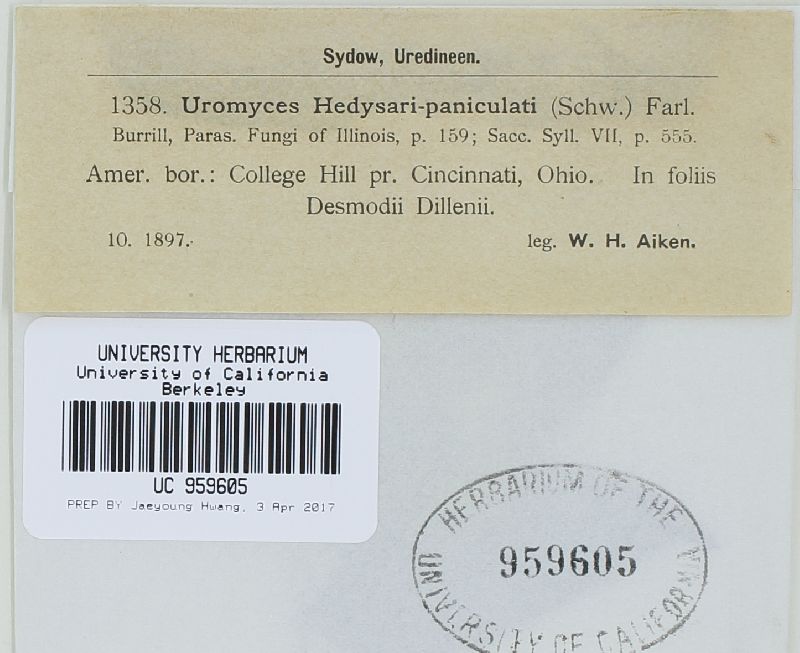 Sydow, Uredineen.
1358. Uromyces Hedysari-paniculati (Schw.) Farl.
Burrill, Paras. Fungi of Illinois, p. 159; Sacc. Syll. VII, p. 555.
Amer. bor.: College Hill pr. Cincinnati, Ohio. In foliis
Desmodii Dillenii.
10. 1897. leg. W. H. Aiken.
UNIVERSITY HERBARIUM
University of California
Berkeley
UC 959605
PREP BY Jaeyoung Hwang, 3 Apr 2017
HERBARIUM OF THE
959605
UNIVERSITY OF CALIFORNIA